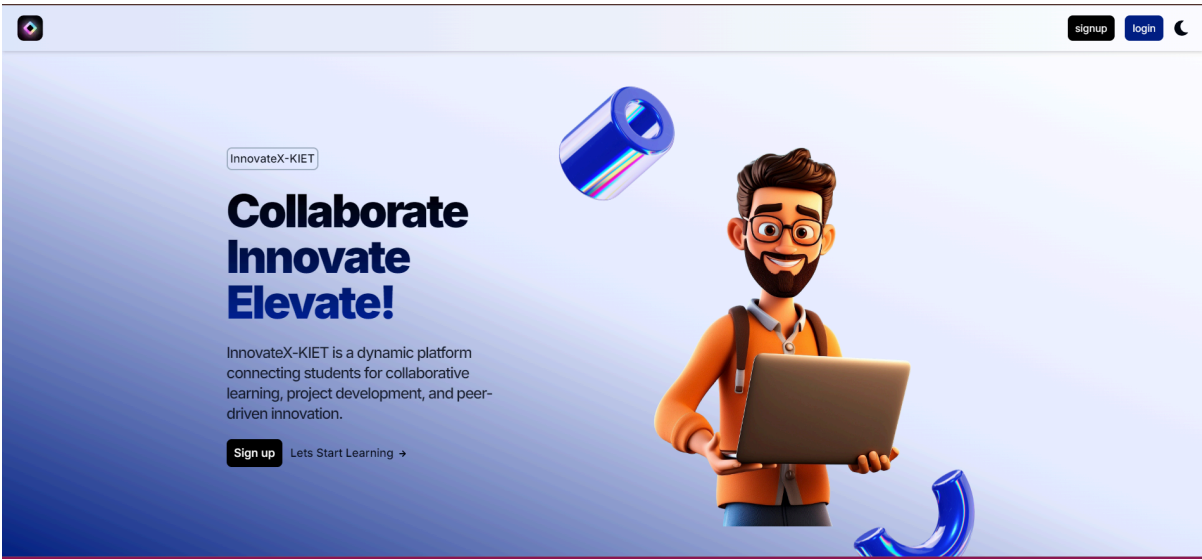 signup
login
InnovateX-KIET
Collaborate
Innovate
Elevate!
InnovateX-KIET is a dynamic platform
connecting students for collaborative
learning, project development, and peer-
driven innovation.
Sign up
Lets Start Learning →